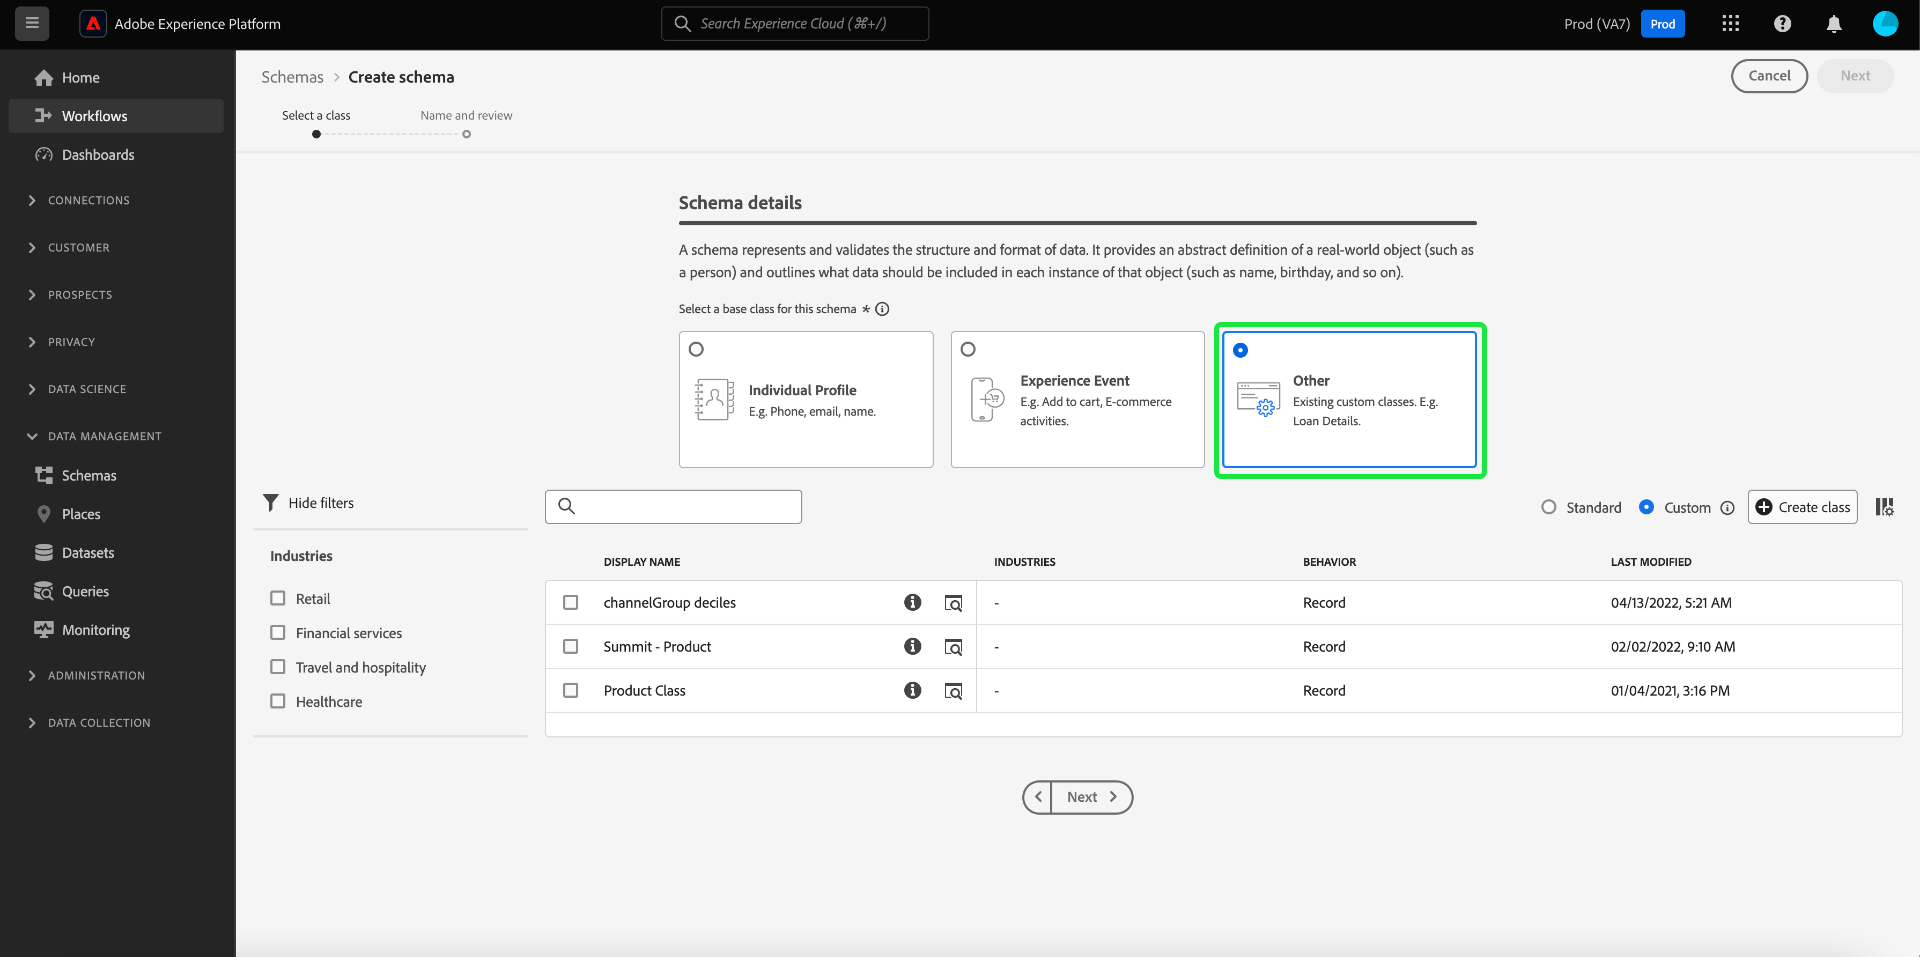 Adobe Experience Platform
Search Experience Cloud (⌘+/)
Prod (VA7)
Prod
Home
Workflows
Dashboards
CONNECTIONS
CUSTOMER
PROSPECTS
PRIVACY
DATA SCIENCE
DATA MANAGEMENT
Schemas
Places
Datasets
Queries
Monitoring
ADMINISTRATION
DATA COLLECTION
Schemas > Create schema
Cancel
Next
Select a class
Name and review
Schema details
A schema represents and validates the structure and format of data. It provides an abstract definition of a real-world object (such as
a person) and outlines what data should be included in each instance of that object (such as name, birthday, and so on).
Select a base class for this schema *
Individual Profile
E.g. Phone, email, name.
Experience Event
E.g. Add to cart, E-commerce
activities.
Other
Existing custom classes. E.g.
Loan Details.
Hide filters
Industries
Retail
Financial services
Travel and hospitality
Healthcare
Standard
Custom
Create class
DISPLAY NAME INDUSTRIES BEHAVIOR LAST MODIFIED
channelGroup deciles - Record 04/13/2022, 5:21 AM
Summit - Product - Record 02/02/2022, 9:10 AM
Product Class - Record 01/04/2021, 3:16 PM
Next